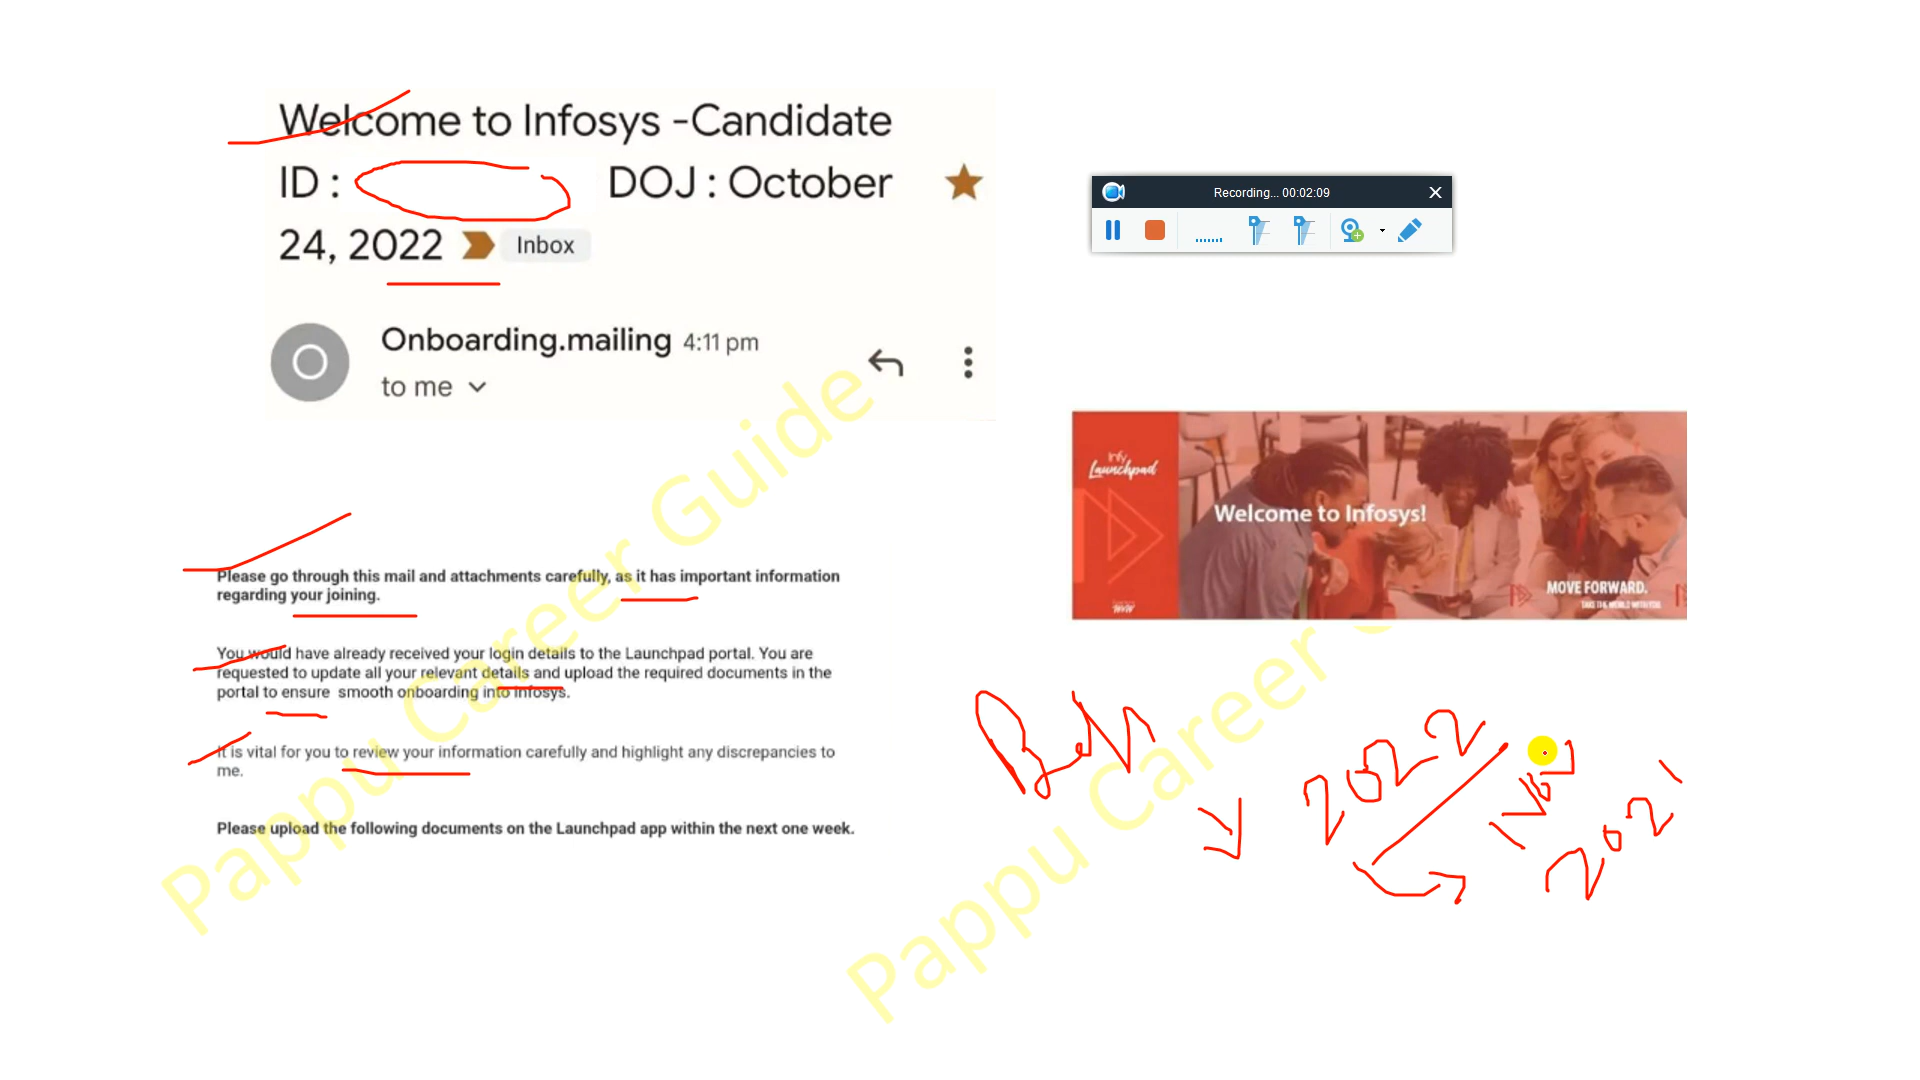 Welcome to Infosys -Candidate
ID : DOJ : October
24, 2022 Inbox
O
Onboarding.mailing 4:11 pm
to me
Recording... 00:02:09
Infy
Launchpad
Welcome to Infosys!
MOVE FORWARD.
TAKE THE WORLD WITH YOU.
Please go through this mail and attachments carefully, as it has important information
regarding your joining.
You would have already received your login details to the Launchpad portal. You are
requested to update all your relevant details and upload the required documents in the
portal to ensure smooth onboarding into Infosys.
It is vital for you to review your information carefully and highlight any discrepancies to
me.
Please upload the following documents on the Launchpad app within the next one week.
2022
2021
Pappu Career Guide
Pappu Career G